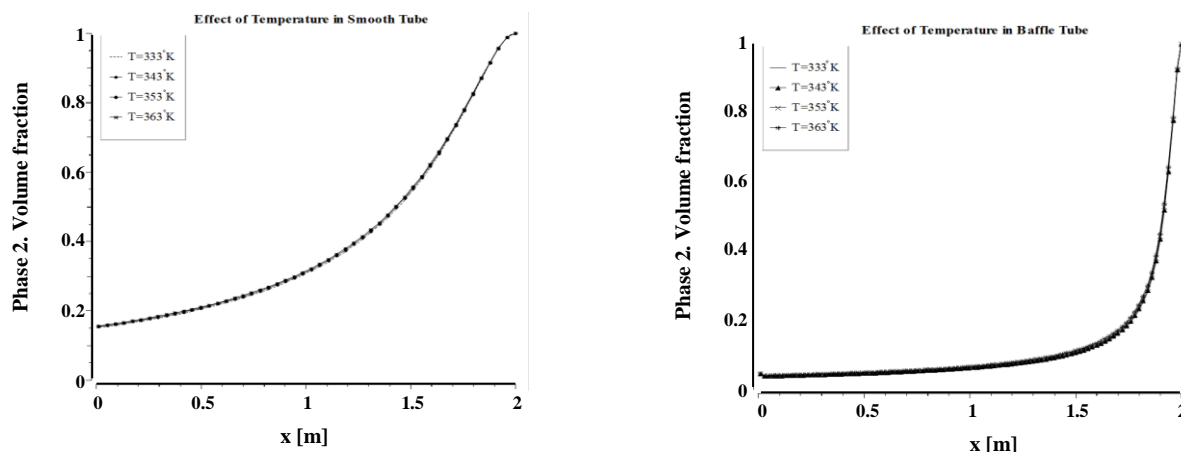 Effect of Temperature in Smooth Tube
T=333°K
T=343°K
T=353°K
T=363°K
Phase 2. Volume fraction
1
0.8
0.6
0.4
0.2
0
0
0.5
1
1.5
2
x [m]
Effect of Temperature in Baffle Tube
T=333°K
T=343°K
T=353°K
T=363°K
Phase 2. Volume fraction
1
0.8
0.6
0.4
0.2
0
0
0.5
1
1.5
2
x [m]